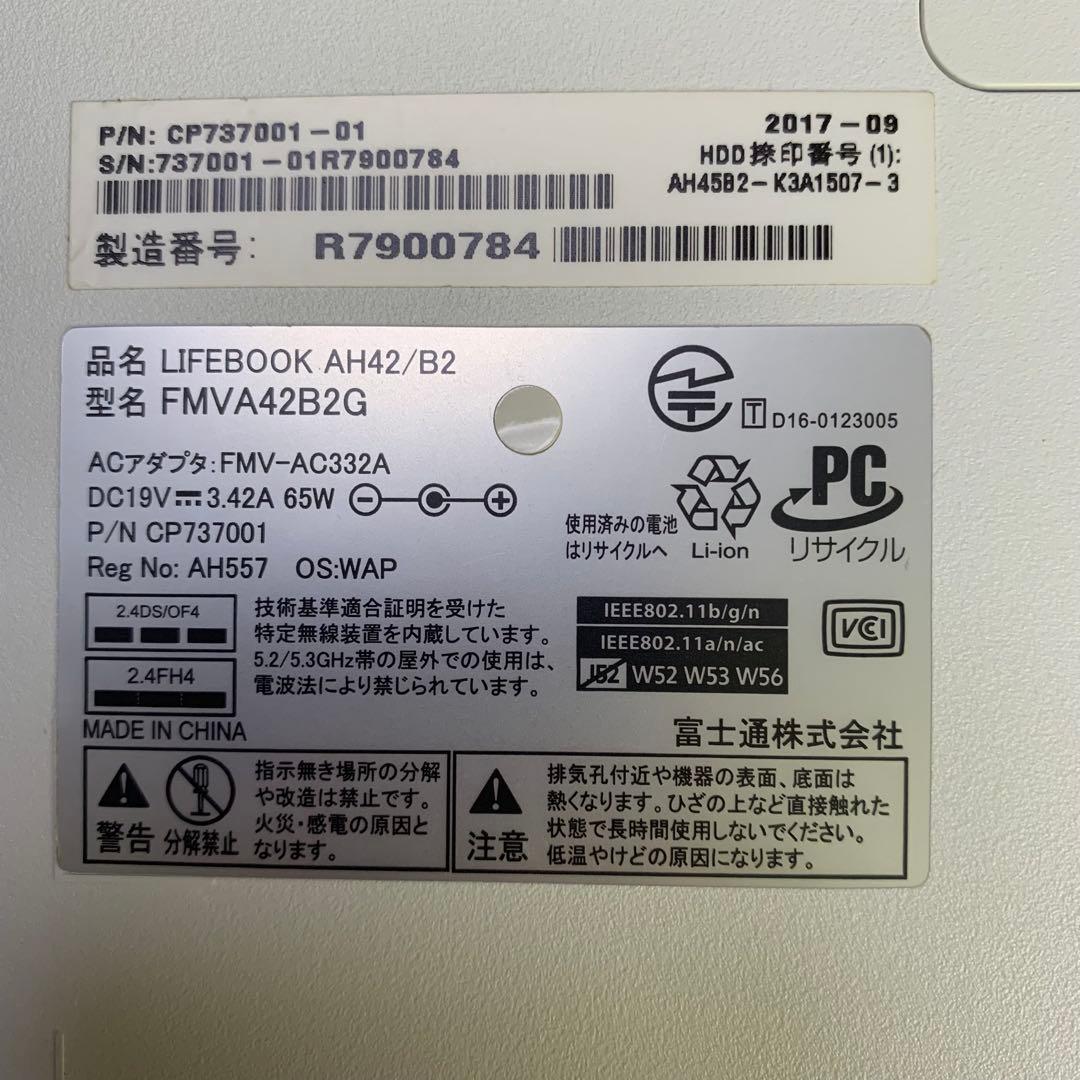 P/N: CP737001-01
S/N:737001-01R7900784
2017-09
HDD捺印番号(1):
AH45B2-K3A1507-3
製造番号: R7900784
品名 LIFEBOOK AH42/B2
型名 FMVA42B2G
ACアダプタ:FMV-AC332A
DC19V 3.42A 65W
P/N CP737001
Reg No: AH557 OS:WAP
T D16-0123005
使用済みの電池
はリサイクルへ
Li-ion
PC
リサイクル
2.4DS/OF4
2.4FH4
技術基準適合証明を受けた
特定無線装置を内蔵しています。
5.2/5.3GHz帯の屋外での使用は、
電波法により禁じられています。
IEEE802.11b/g/n
IEEE802.11a/n/ac
J52 W52 W53 W56
VCI
MADE IN CHINA
富士通株式会社
警告
分解禁止
指示無き場所の分解
や改造は禁止です。
火災・感電の原因と
なります。
注意
排気孔付近や機器の表面、底面は
熱くなります。ひざの上など直接触れた
状態で長時間使用しないでください。
低温やけどの原因になります。